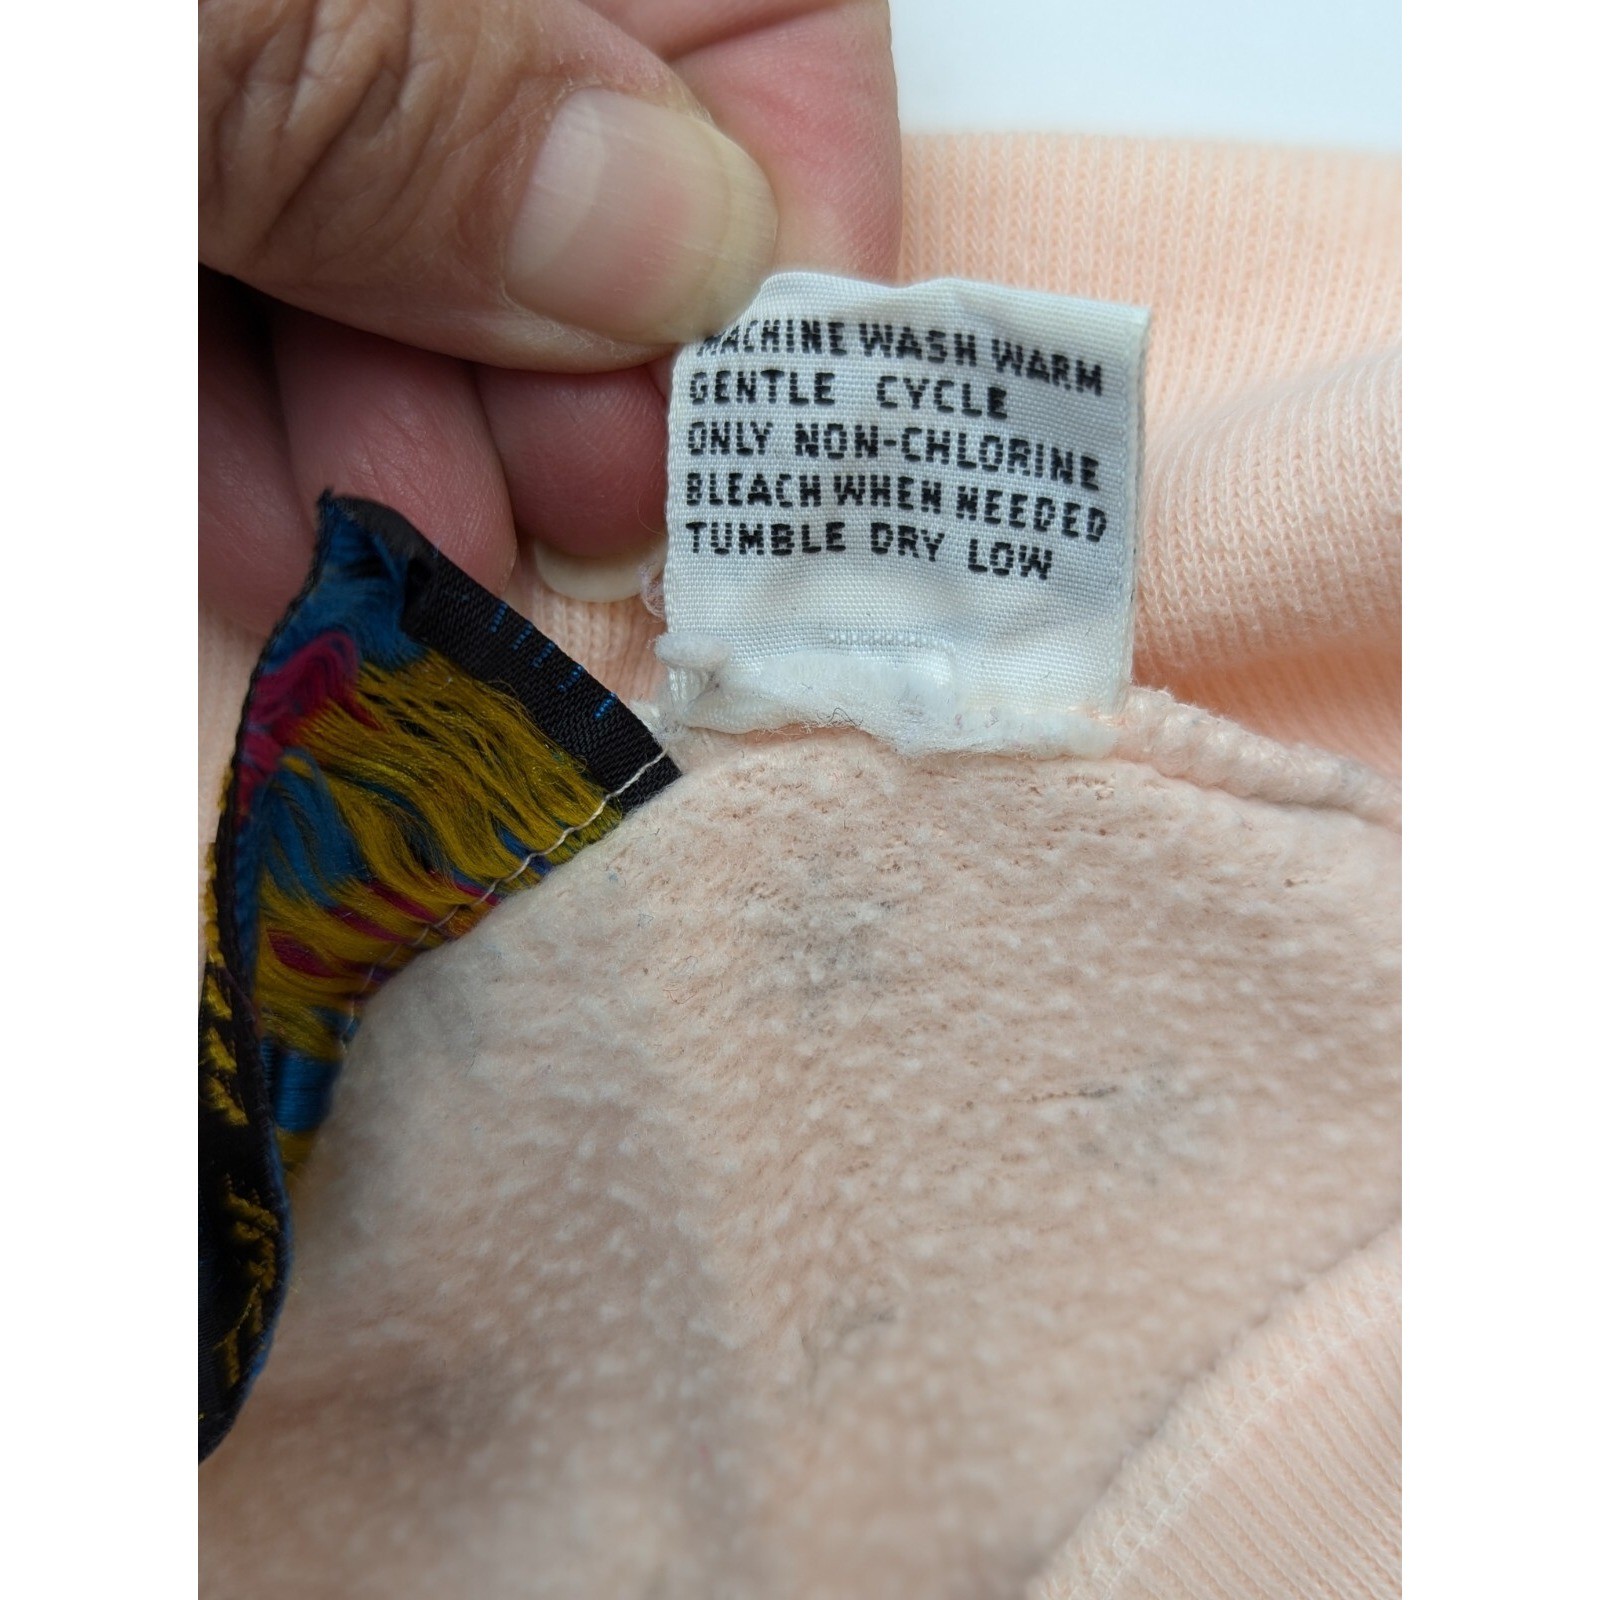 MACHINE WASH WARM
GENTLE CYCLE
ONLY NON-CHLORINE
BLEACH WHEN NEEDED
TUMBLE DRY LOW